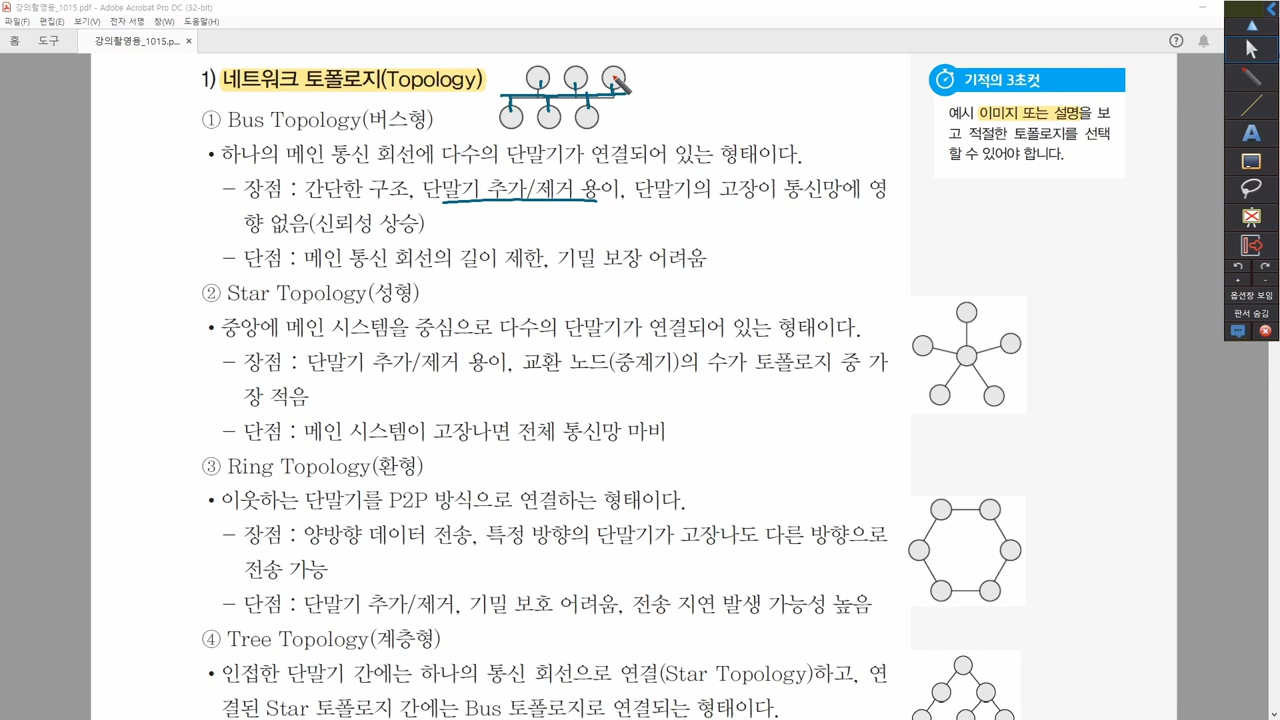 강의촬영용_1015.pdf - Adobe Acrobat Pro DC (32-bit)
파일(F) 편집(E) 보기(V) 전자 서명 창(W) 도움말(H)
홈 도구 강의촬영용_1015.p... ×
1) 네트워크 토폴로지(Topology)
① Bus Topology(버스형)
• 하나의 메인 통신 회선에 다수의 단말기가 연결되어 있는 형태이다.
– 장점 : 간단한 구조, 단말기 추가/제거 용이, 단말기의 고장이 통신망에 영
향 없음(신뢰성 상승)
– 단점 : 메인 통신 회선의 길이 제한, 기밀 보장 어려움
② Star Topology(성형)
• 중앙에 메인 시스템을 중심으로 다수의 단말기가 연결되어 있는 형태이다.
– 장점 : 단말기 추가/제거 용이, 교환 노드(중계기)의 수가 토폴로지 중 가
장 적음
– 단점 : 메인 시스템이 고장나면 전체 통신망 마비
③ Ring Topology(환형)
• 이웃하는 단말기를 P2P 방식으로 연결하는 형태이다.
– 장점 : 양방향 데이터 전송, 특정 방향의 단말기가 고장나도 다른 방향으로
전송 가능
– 단점 : 단말기 추가/제거, 기밀 보호 어려움, 전송 지연 발생 가능성 높음
④ Tree Topology(계층형)
• 인접한 단말기 간에는 하나의 통신 회선으로 연결(Star Topology)하고, 연
결된 Star 토폴로지 간에는 Bus 토폴로지로 연결되는 형태이다.
기적의 3초컷
예시 이미지 또는 설명을 보
고 적절한 토폴로지를 선택
할 수 있어야 합니다.
A
+ -
옵션창 보임
판서 숨김